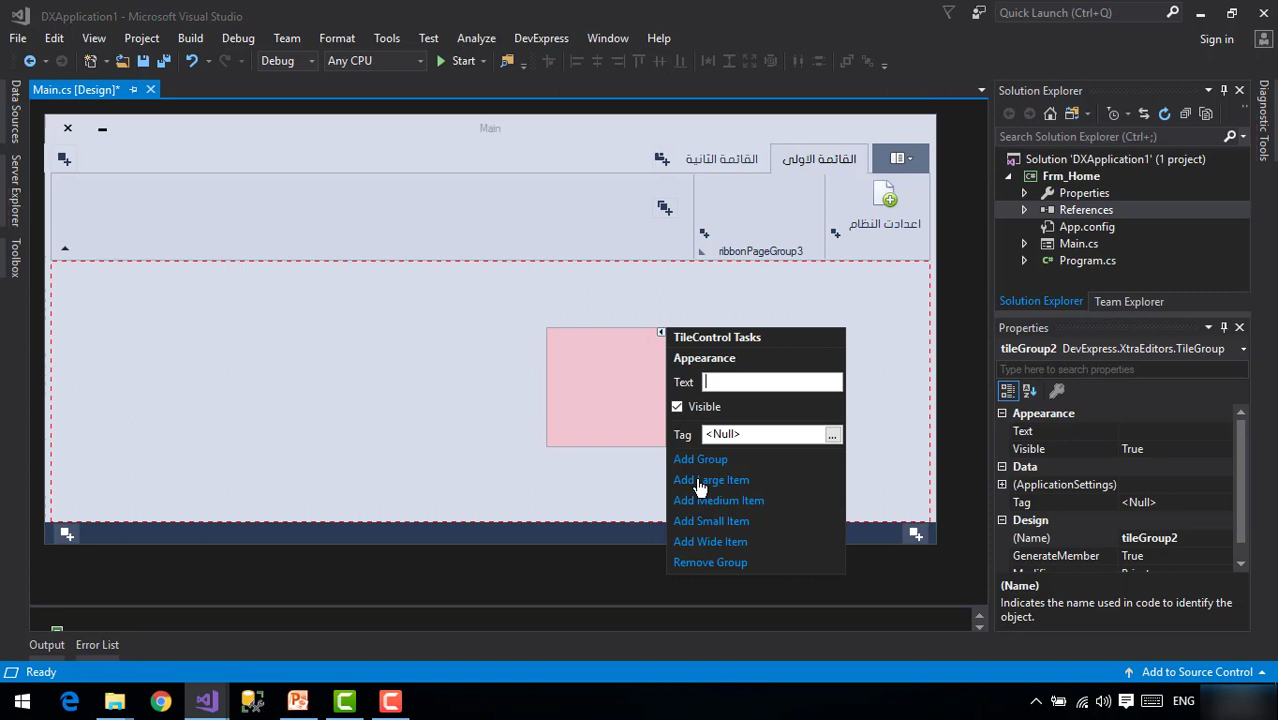 DXApplication1 - Microsoft Visual Studio
Quick Launch (Ctrl+Q)
File Edit View Project Build Debug Team Format Tools Test Analyze DevExpress Window Help
Sign in
Debug Any CPU Start
Data Sources
Server Explorer
Toolbox
Main.cs [Design]*
Main
القائمة الاولى
القائمة الثانية
اعدادت النظام
ribbonPageGroup3
TileControl Tasks
Appearance
Text
Visible
Tag <Null> ...
Add Group
Add Large Item
Add Medium Item
Add Small Item
Add Wide Item
Remove Group
Solution Explorer
Search Solution Explorer (Ctrl+;)
Solution 'DXApplication1' (1 project)
Frm_Home
Properties
References
App.config
Main.cs
Program.cs
Solution Explorer Team Explorer
Diagnostic Tools
Properties
tileGroup2 DevExpress.XtraEditors.TileGroup
Type here to search properties
Appearance
Text
Visible True
Data
(ApplicationSettings)
Tag <Null>
Design
(Name) tileGroup2
GenerateMember True
(Name)
Indicates the name used in code to identify the
object.
Output Error List
Ready
Add to Source Control
ENG